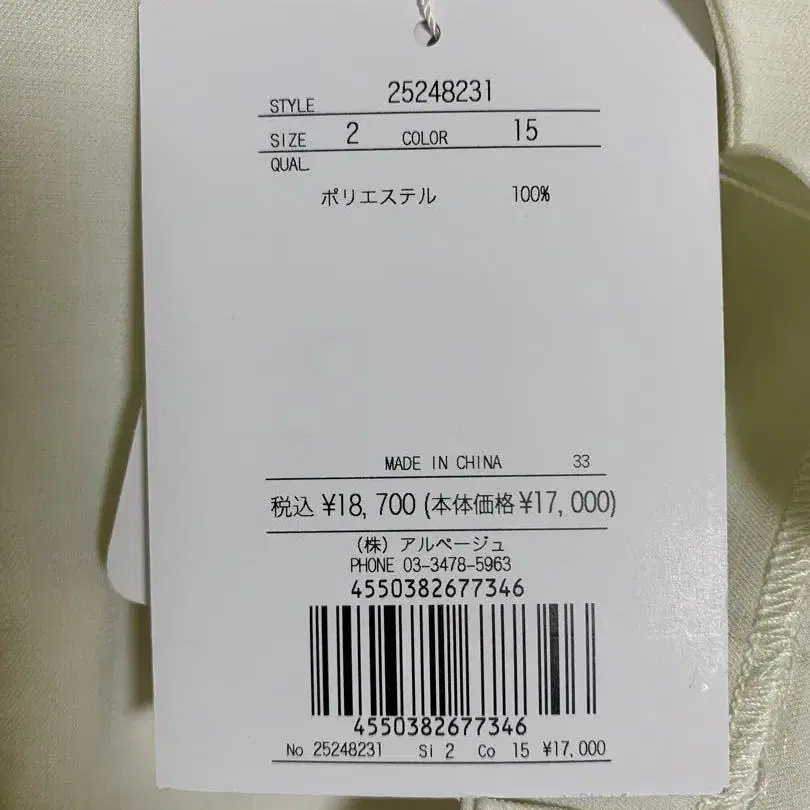 STYLE 25248231
SIZE 2 COLOR 15
QUAL
ポリエステル 100%
MADE IN CHINA 33
税込 ¥18,700 (本体価格¥17,000)
(株) アルページュ
PHONE 03-3478-5963
4550382677346
4550382677346
No 25248231 Si 2 Co 15 ¥17,000